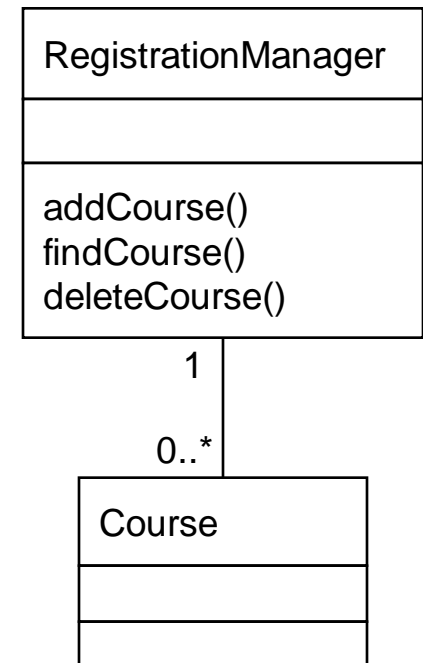 RegistrationManager
addCourse()
findCourse()
deleteCourse()
1
0..*
Course